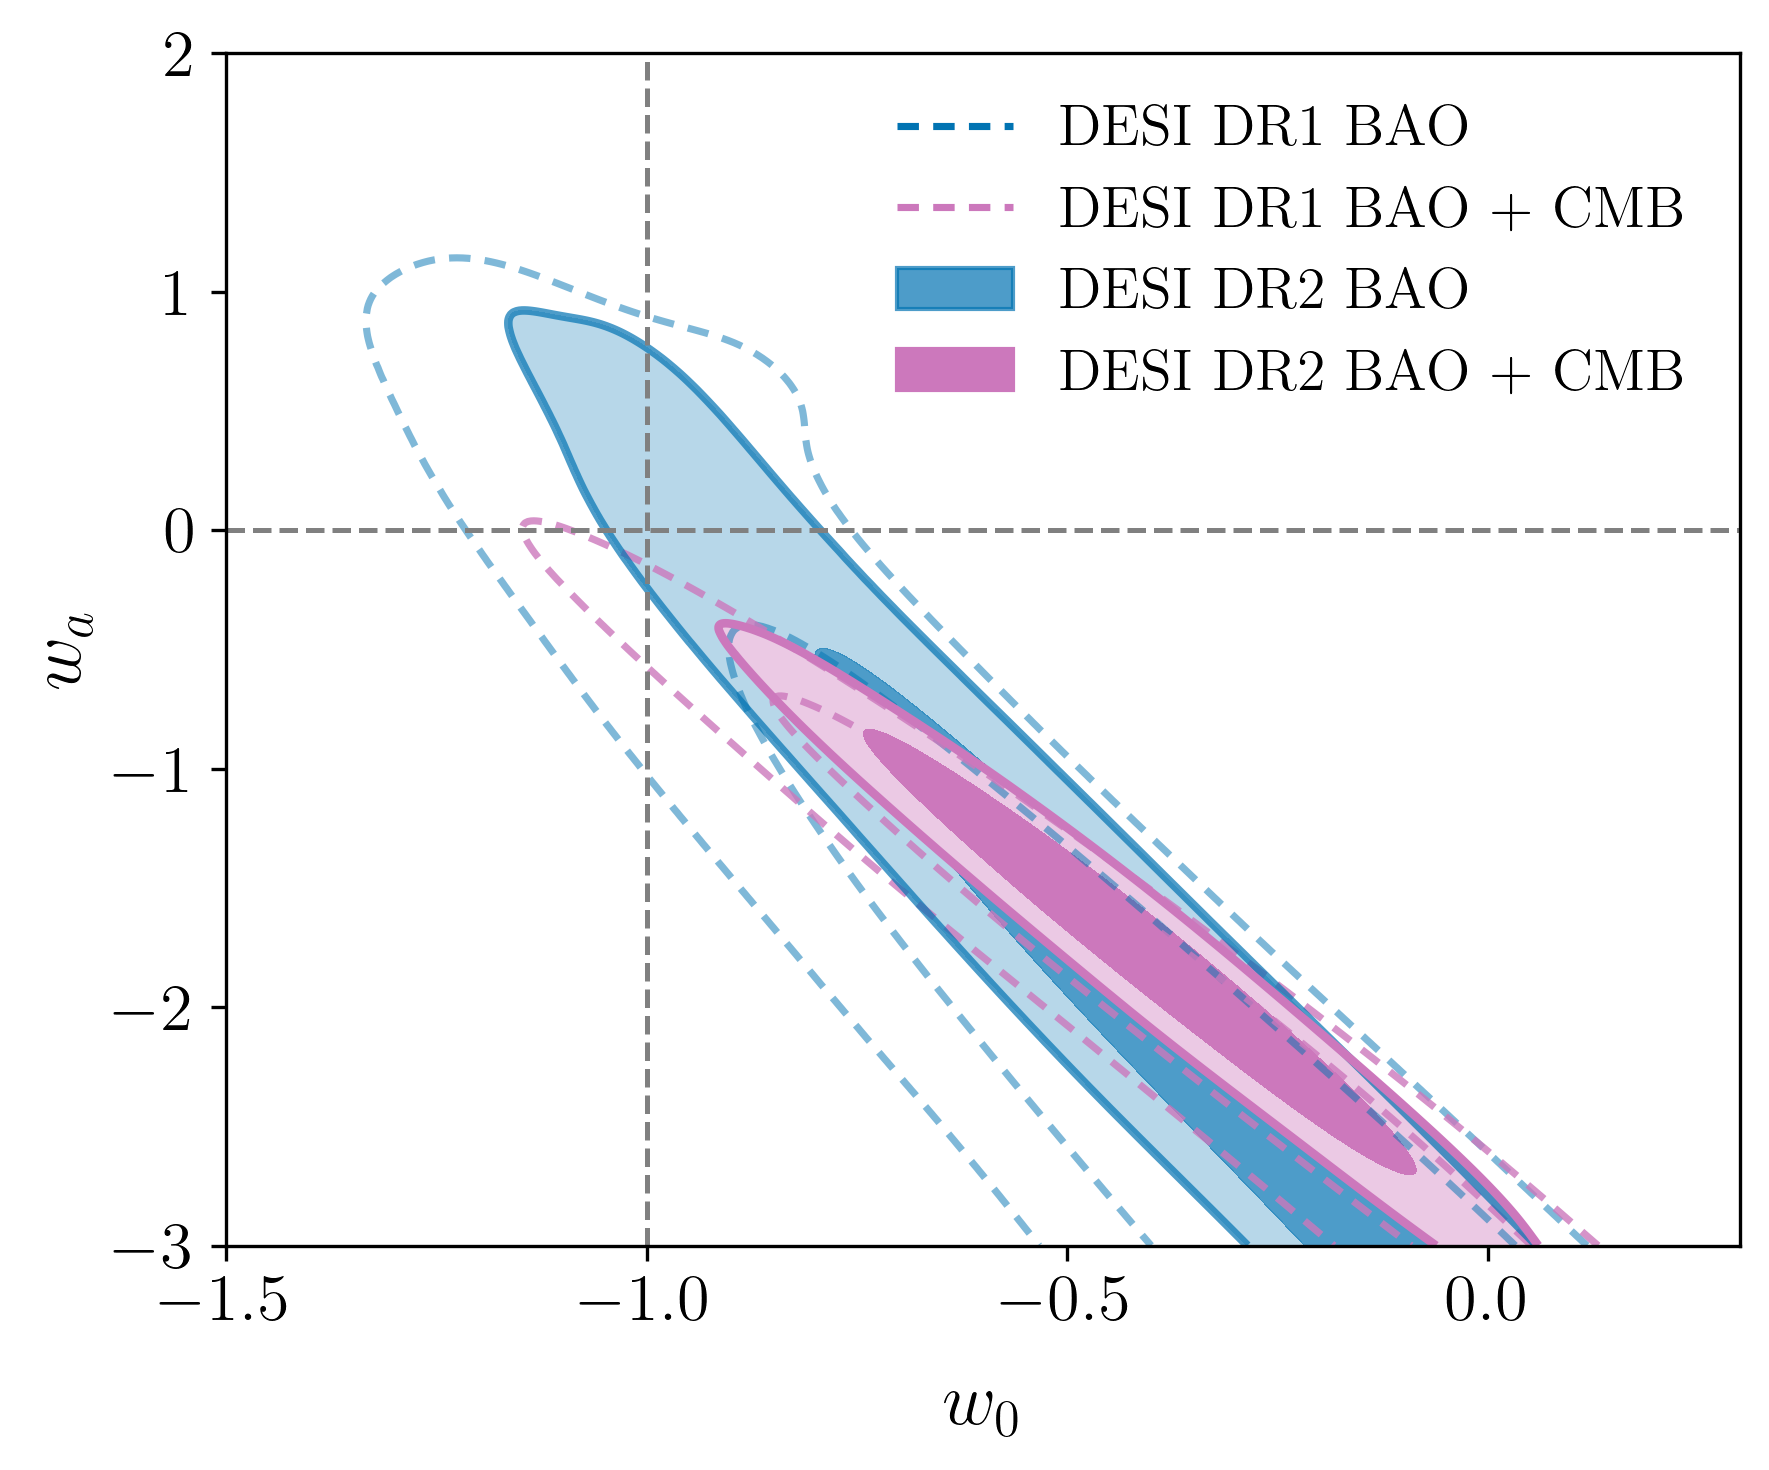 2
1
0
−1
−2
−3
w_a
DESI DR1 BAO
DESI DR1 BAO + CMB
DESI DR2 BAO
DESI DR2 BAO + CMB
−1.5 −1.0 −0.5 0.0
w_0